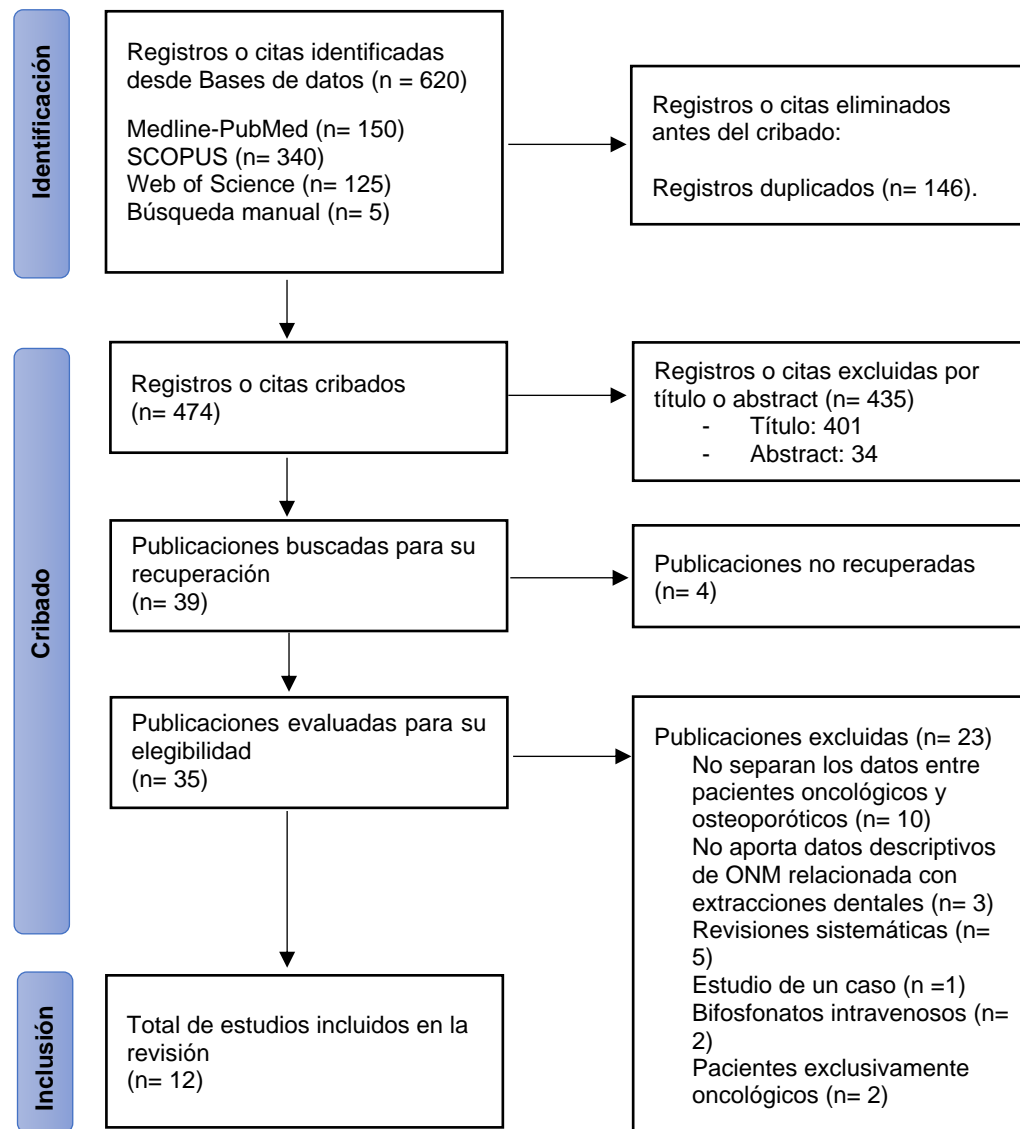 Identificación
Registros o citas identificadas
desde Bases de datos (n = 620)
Medline-PubMed (n= 150)
SCOPUS (n= 340)
Web of Science (n= 125)
Búsqueda manual (n= 5)
Registros o citas eliminados
antes del cribado:
Registros duplicados (n= 146).
Cribado
Registros o citas cribados
(n= 474)
Registros o citas excluidas por
título o abstract (n= 435)
- Título: 401
- Abstract: 34
Publicaciones buscadas para su
recuperación
(n= 39)
Publicaciones no recuperadas
(n= 4)
Publicaciones evaluadas para su
elegibilidad
(n= 35)
Publicaciones excluidas (n= 23)
No separan los datos entre
pacientes oncológicos y
osteoporóticos (n= 10)
No aporta datos descriptivos
de ONM relacionada con
extracciones dentales (n= 3)
Revisiones sistemáticas (n=
5)
Estudio de un caso (n =1)
Bifosfonatos intravenosos (n=
2)
Pacientes exclusivamente
oncológicos (n= 2)
Inclusión
Total de estudios incluidos en la
revisión
(n= 12)